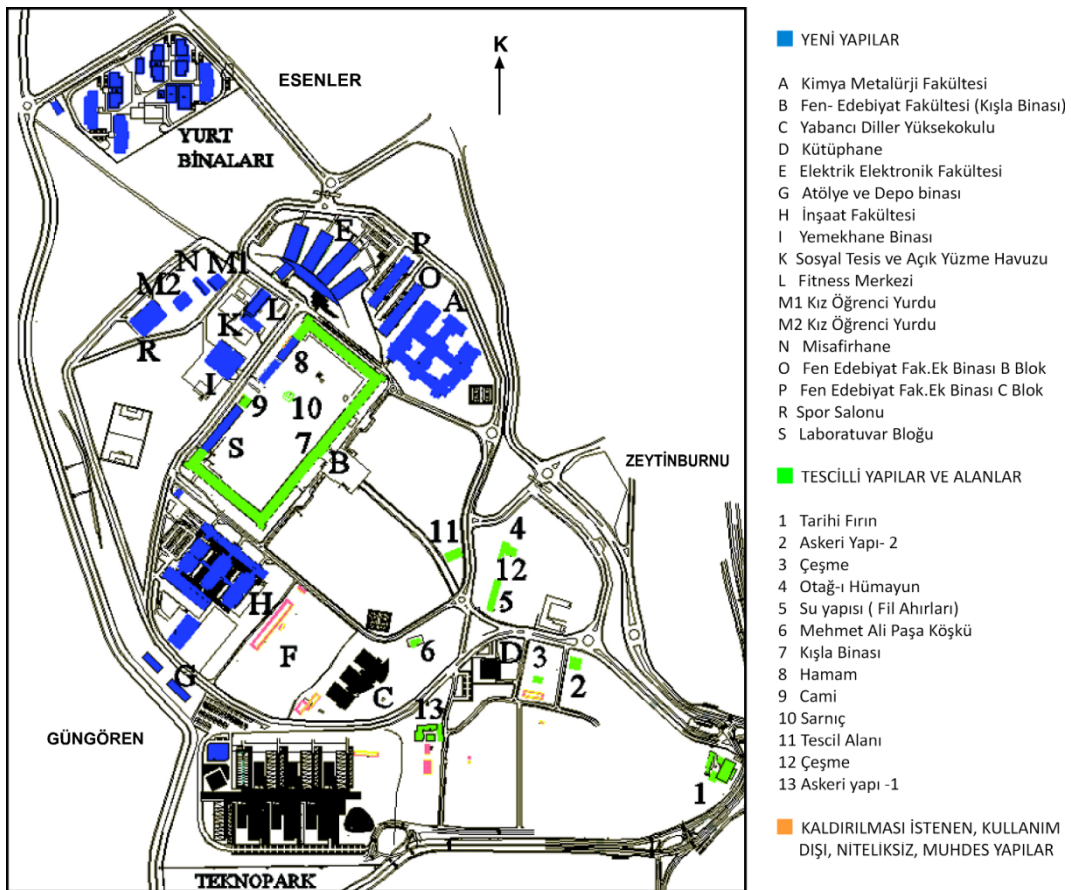 K
ESENLER
YURT
BİNALARI
E
P
O
A
N
M1
M2
L
K
R
I
8
9
10
7
S
B
ZEYTİNBURNU
11
4
12
5
H
6
F
D
3
2
C
G
13
GÜNGÖREN
1
TEKNOPARK
YENİ YAPILAR
A Kimya Metalürji Fakültesi
B Fen- Edebiyat Fakültesi (Kışla Binası)
C Yabancı Diller Yüksekokulu
D Kütüphane
E Elektrik Elektronik Fakültesi
G Atölye ve Depo binası
H İnşaat Fakültesi
I Yemekhane Binası
K Sosyal Tesis ve Açık Yüzme Havuzu
L Fitness Merkezi
M1 Kız Öğrenci Yurdu
M2 Kız Öğrenci Yurdu
N Misafirhane
O Fen Edebiyat Fak.Ek Binası B Blok
P Fen Edebiyat Fak.Ek Binası C Blok
R Spor Salonu
S Laboratuvar Bloğu
TESCİLLİ YAPILAR VE ALANLAR
1 Tarihi Fırın
2 Askeri Yapı- 2
3 Çeşme
4 Otağ-ı Hümayun
5 Su yapısı ( Fil Ahırları)
6 Mehmet Ali Paşa Köşkü
7 Kışla Binası
8 Hamam
9 Cami
10 Sarnıç
11 Tescil Alanı
12 Çeşme
13 Askeri yapı -1
KALDIRILMASI İSTENEN, KULLANIM
DIŞI, NİTELİKSİZ, MUHDES YAPILAR